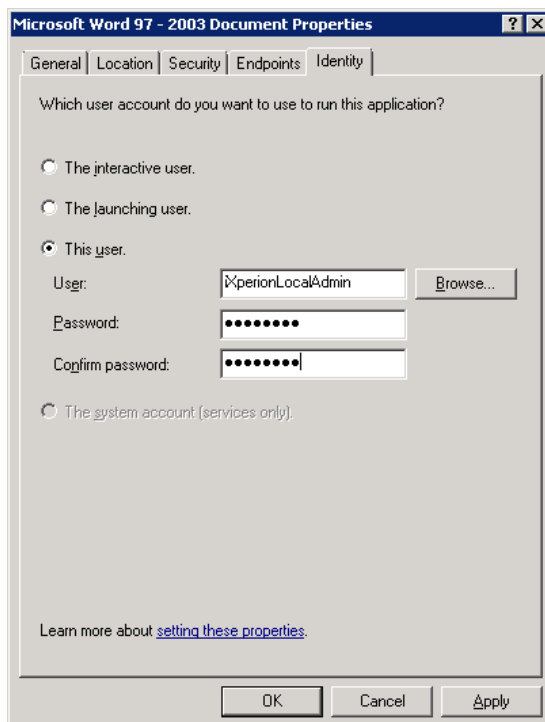 Microsoft Word 97 - 2003 Document Properties
General Location Security Endpoints Identity
Which user account do you want to use to run this application?
The interactive user.
The launching user.
This user.
User: iXperionLocalAdmin Browse...
Password: ●●●●●●●●
Confirm password: ●●●●●●●●
The system account (services only).
Learn more about setting these properties.
OK Cancel Apply